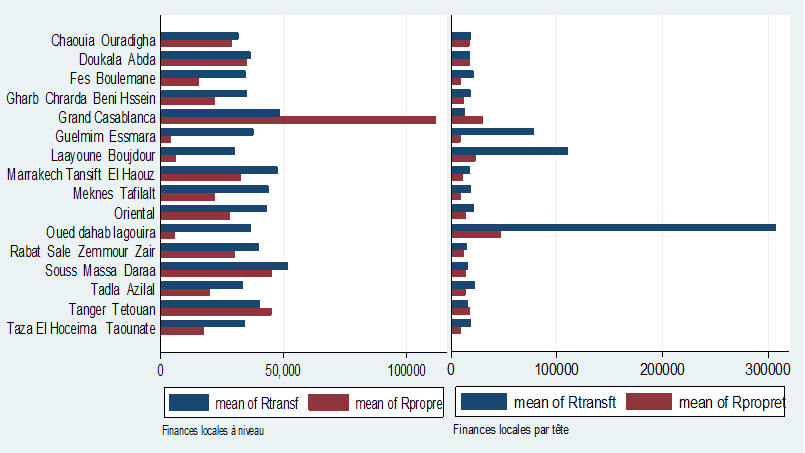 Chaouia Ouradigha
Doukala Abda
Fes Boulemane
Gharb Chrarda Beni Hssein
Grand Casablanca
Guelmim Essmara
Laayoune Boujdour
Marrakech Tansift El Haouz
Meknes Tafilalt
Oriental
Oued dahab lagouira
Rabat Sale Zemmour Zair
Souss Massa Daraa
Tadla Azilal
Tanger Tetouan
Taza El Hoceima Taounate
0 50,000 100000
0 100000 200000 300000
mean of Rtransf mean of Rpropre
mean of Rtransft mean of Rpropret
Finances locales à niveau
Finances locales par tête